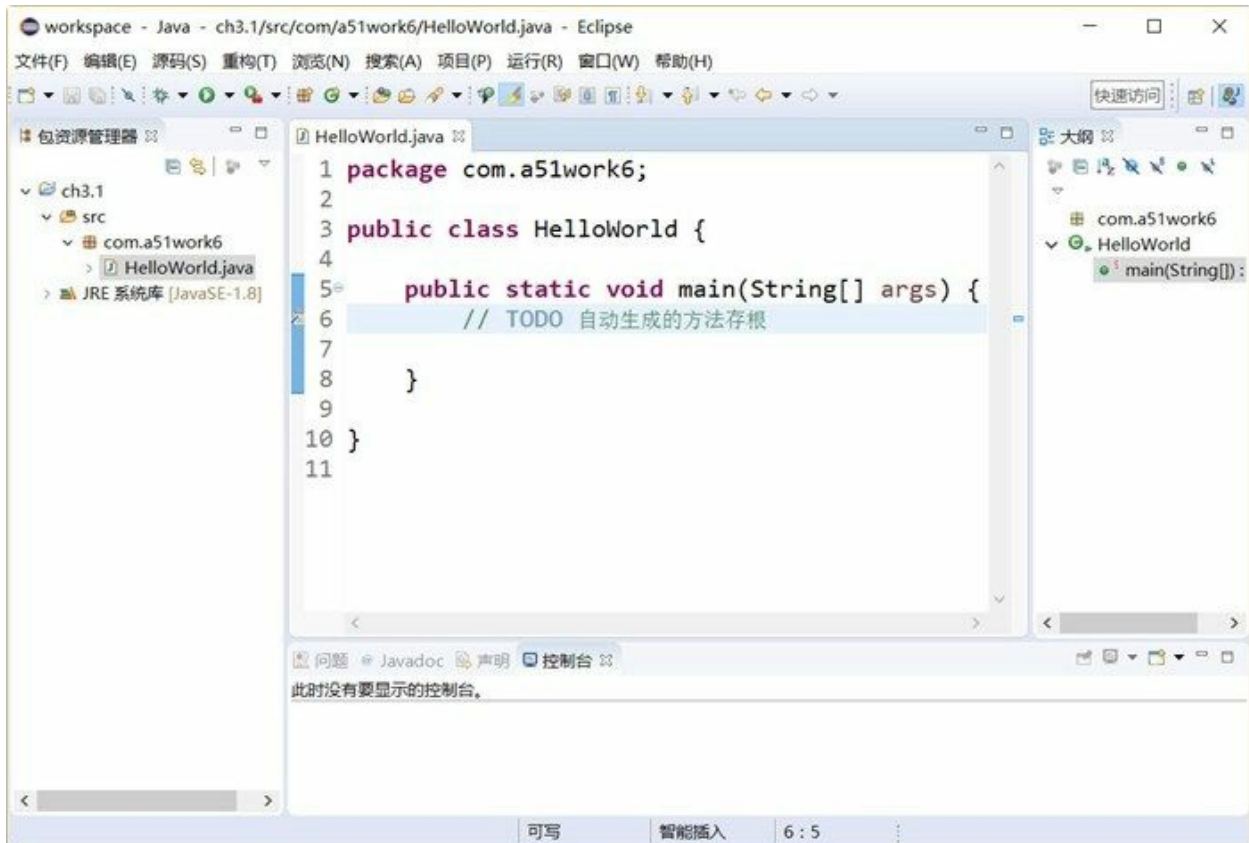 workspace - Java - ch3.1/src/com/a51work6/HelloWorld.java - Eclipse
文件(F) 编辑(E) 源码(S) 重构(T) 浏览(N) 搜索(A) 项目(P) 运行(R) 窗口(W) 帮助(H)
快速访问
包资源管理器
ch3.1
src
com.a51work6
HelloWorld.java
JRE 系统库 [JavaSE-1.8]
HelloWorld.java
1 package com.a51work6;
2
3 public class HelloWorld {
4
5 public static void main(String[] args) {
6 // TODO 自动生成的方法存根
7
8 }
9
10 }
11
大纲
com.a51work6
HelloWorld
main(String[]) :
问题 @ Javadoc 声明 控制台
此时没有要显示的控制台。
可写 智能插入 6 : 5